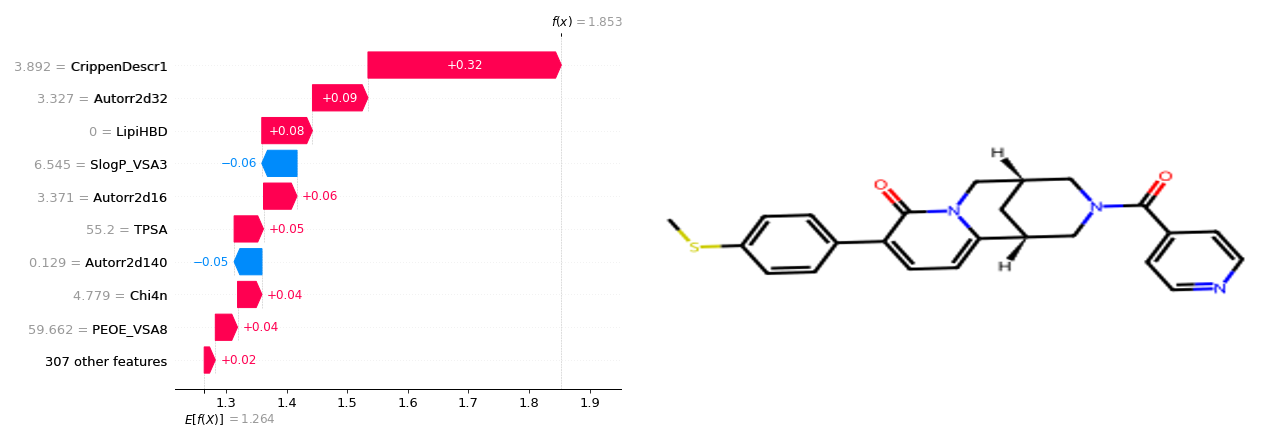 f(x) = 1.853
3.892 = CrippenDescr1
+0.32
3.327 = Autorr2d32
+0.09
0 = LipiHBD
+0.08
6.545 = SlogP_VSA3
−0.06
3.371 = Autorr2d16
+0.06
55.2 = TPSA
+0.05
0.129 = Autorr2d140
−0.05
4.779 = Chi4n
+0.04
59.662 = PEOE_VSA8
+0.04
307 other features
+0.02
1.3 1.4 1.5 1.6 1.7 1.8 1.9
E[f(X)] = 1.264
H
O
O
N
N
S
H
N